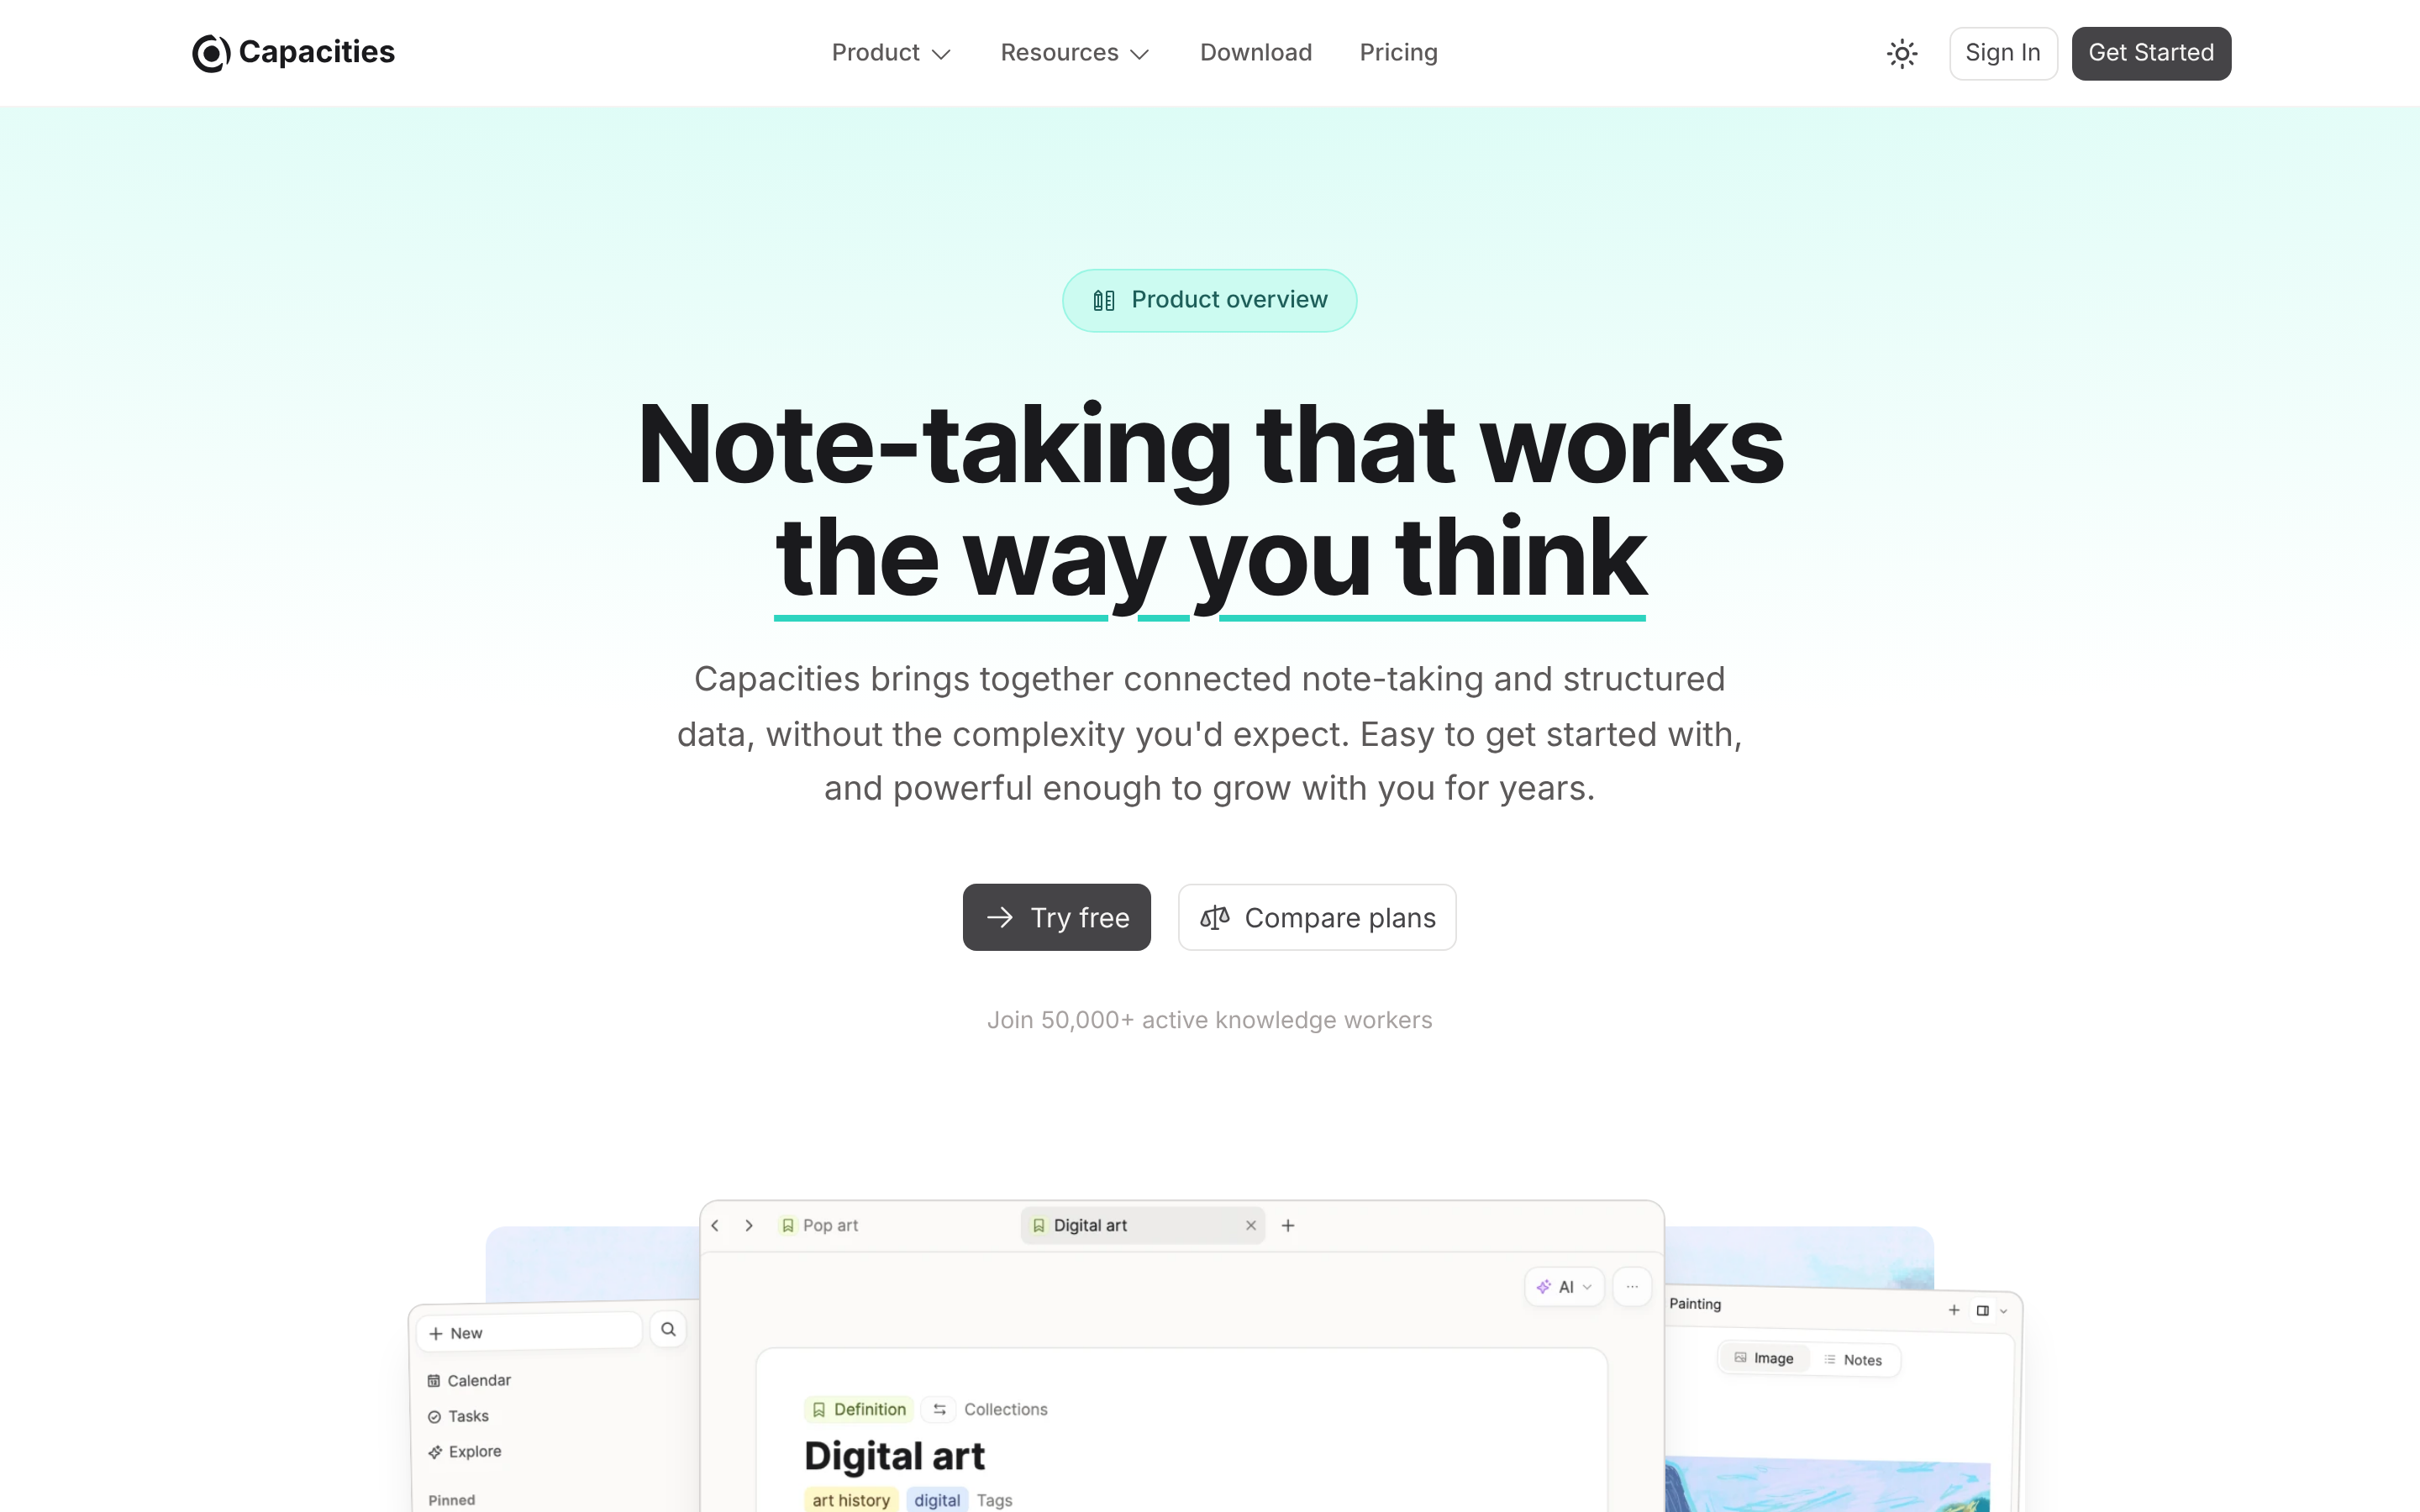 Capacities
Product
Resources
Download
Pricing
Sign In
Get Started
Product overview
Note-taking that works
the way you think
Capacities brings together connected note-taking and structured
data, without the complexity you'd expect. Easy to get started with,
and powerful enough to grow with you for years.
Try free
Compare plans
Join 50,000+ active knowledge workers
New
Calendar
Tasks
Explore
Pinned
Pop art
Digital art
AI
Definition
Collections
Digital art
art history
digital
Tags
Painting
Image
Notes